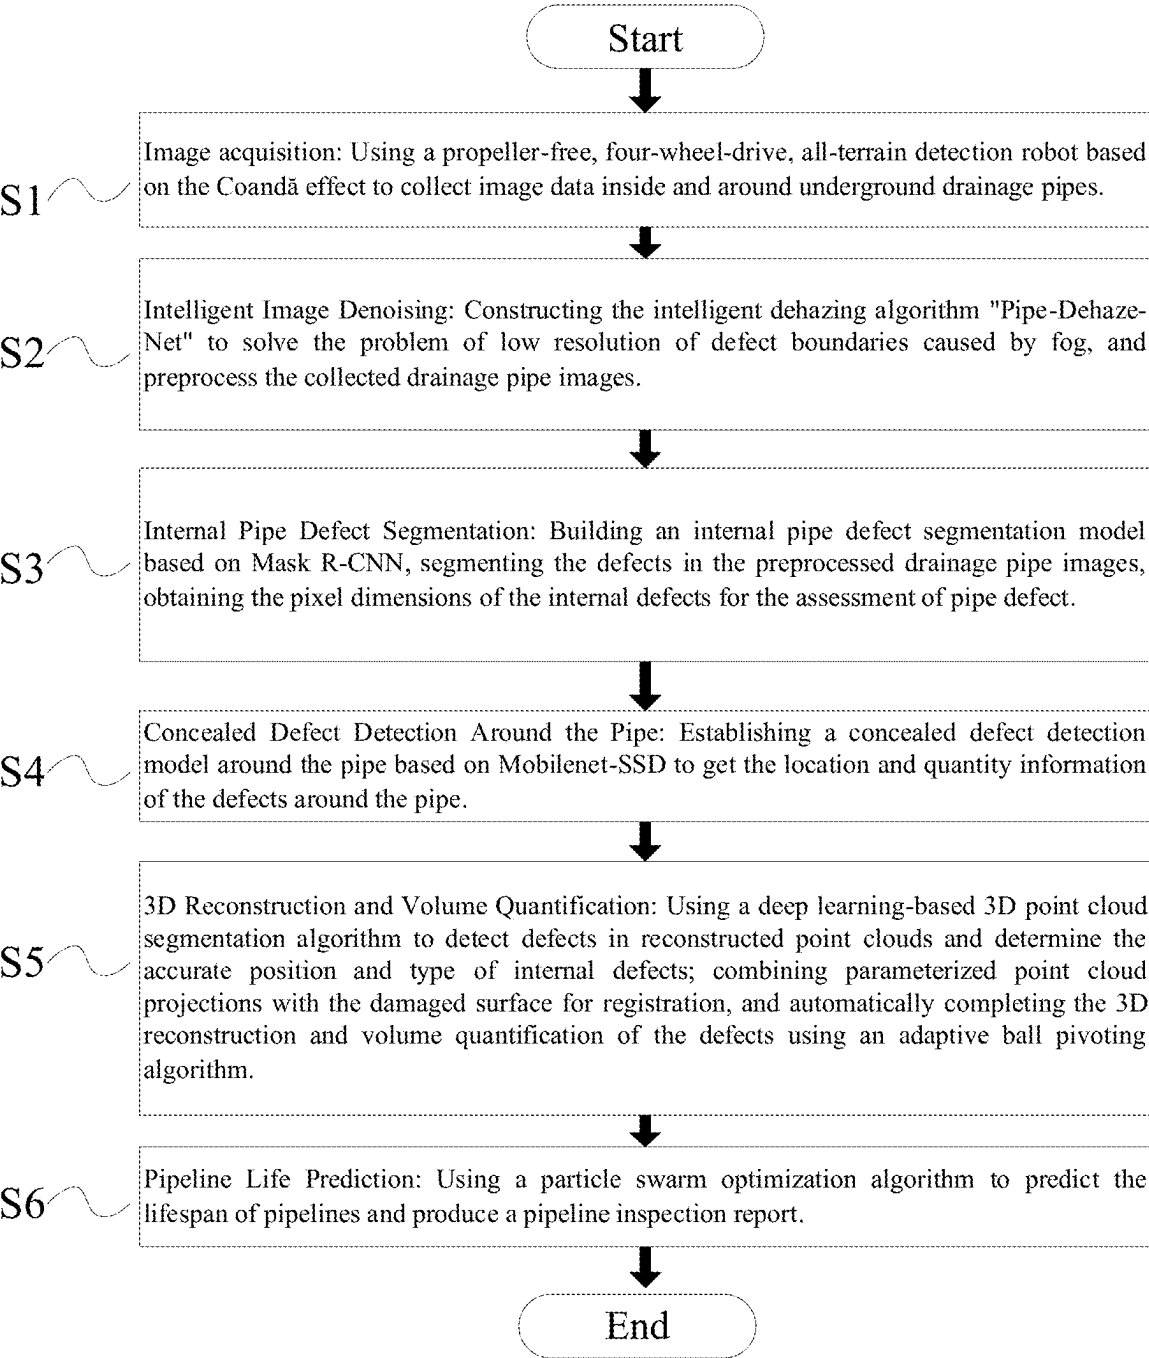 Start
S1
Image acquisition: Using a propeller-free, four-wheel-drive, all-terrain detection robot based
on the Coandă effect to collect image data inside and around underground drainage pipes.
S2
Intelligent Image Denoising: Constructing the intelligent dehazing algorithm "Pipe-Dehaze-
Net" to solve the problem of low resolution of defect boundaries caused by fog, and
preprocess the collected drainage pipe images.
S3
Internal Pipe Defect Segmentation: Building an internal pipe defect segmentation model
based on Mask R-CNN, segmenting the defects in the preprocessed drainage pipe images,
obtaining the pixel dimensions of the internal defects for the assessment of pipe defect.
S4
Concealed Defect Detection Around the Pipe: Establishing a concealed defect detection
model around the pipe based on Mobilenet-SSD to get the location and quantity information
of the defects around the pipe.
S5
3D Reconstruction and Volume Quantification: Using a deep learning-based 3D point cloud
segmentation algorithm to detect defects in reconstructed point clouds and determine the
accurate position and type of internal defects; combining parameterized point cloud
projections with the damaged surface for registration, and automatically completing the 3D
reconstruction and volume quantification of the defects using an adaptive ball pivoting
algorithm.
S6
Pipeline Life Prediction: Using a particle swarm optimization algorithm to predict the
lifespan of pipelines and produce a pipeline inspection report.
End